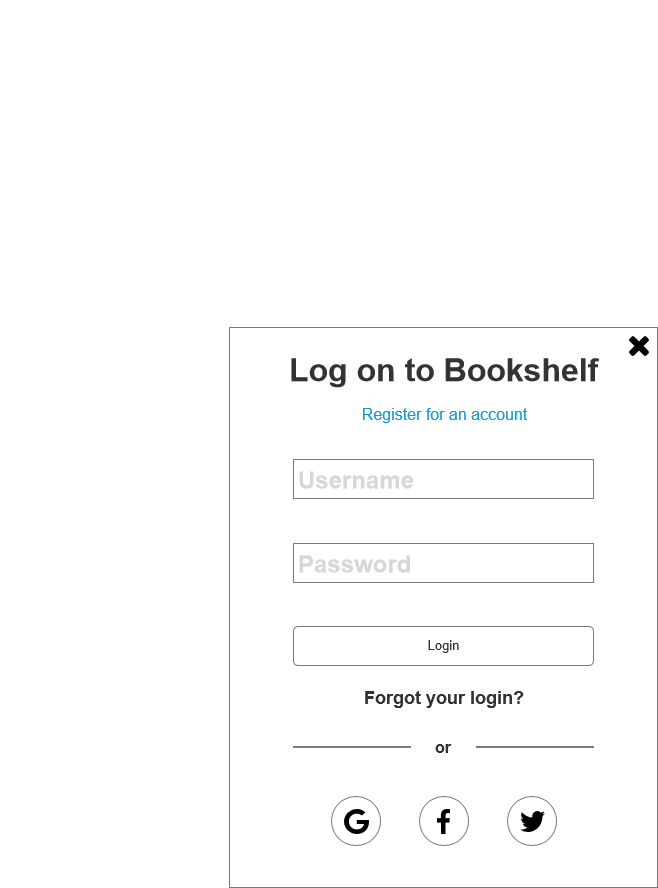 Log on to Bookshelf
Register for an account
Username
Password
Login
Forgot your login?
or